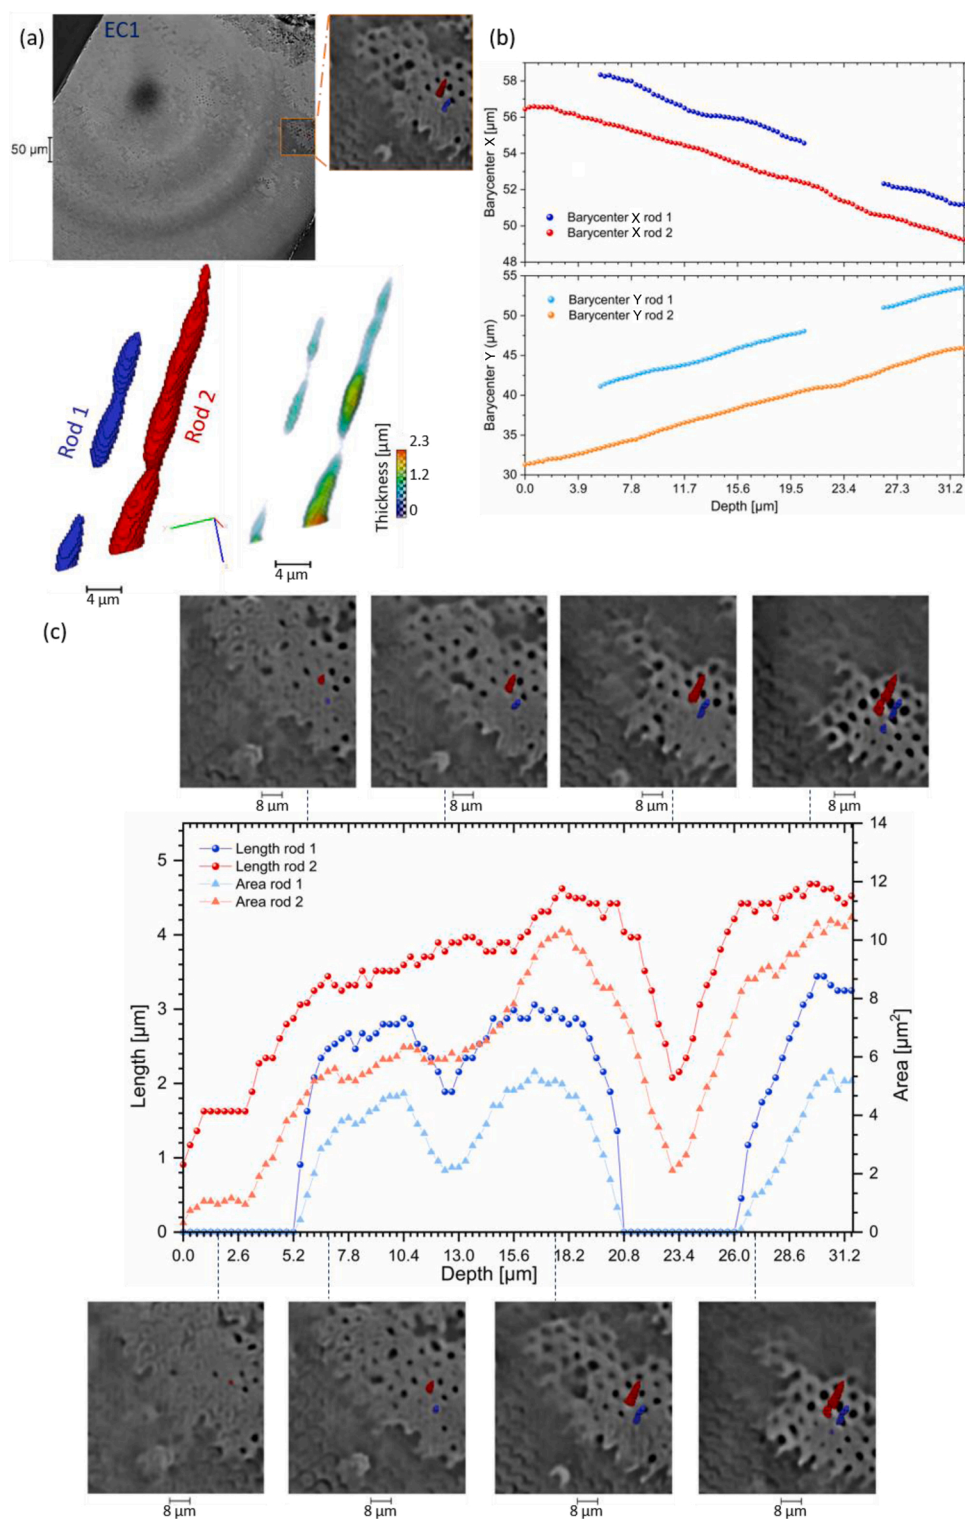 (a)
EC1
50 µm
Rod 1
Rod 2
4 µm
Thickness [µm]
2.3
1.2
0
4 µm
(b)
Barycenter X [µm]
58
56
54
52
50
48
Barycenter X rod 1
Barycenter X rod 2
Barycenter Y (µm]
55
50
45
40
35
30
Barycenter Y rod 1
Barycenter Y rod 2
0.0 3.9 7.8 11.7 15.6 19.5 23.4 27.3 31.2
Depth [µm]
(c)
8 µm 8 µm 8 µm 8 µm
Length [µm]
5
4
3
2
1
0
Length rod 1
Length rod 2
Area rod 1
Area rod 2
14
12
10
8
6
4
2
0
Area [µm²]
0.0 2.6 5.2 7.8 10.4 13.0 15.6 18.2 20.8 23.4 26.0 28.6 31.2
Depth [µm]
8 µm 8 µm 8 µm 8 µm